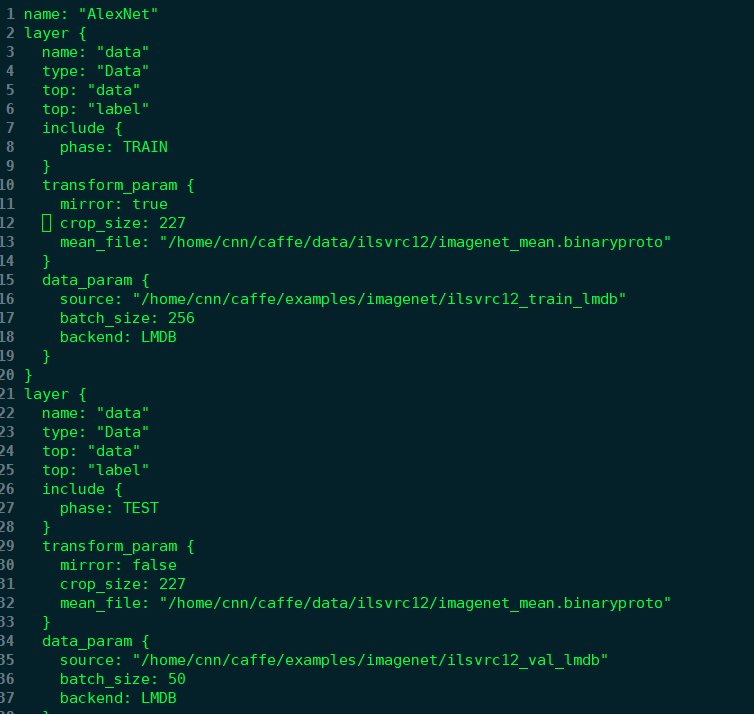 1 name: "AlexNet"
2 layer {
3   name: "data"
4   type: "Data"
5   top: "data"
6   top: "label"
7   include {
8     phase: TRAIN
9   }
10   transform_param {
11     mirror: true
12     crop_size: 227
13     mean_file: "/home/cnn/caffe/data/ilsvrc12/imagenet_mean.binaryproto"
14   }
15   data_param {
16     source: "/home/cnn/caffe/examples/imagenet/ilsvrc12_train_lmdb"
17     batch_size: 256
18     backend: LMDB
19   }
20 }
21 layer {
22   name: "data"
23   type: "Data"
24   top: "data"
25   top: "label"
26   include {
27     phase: TEST
28   }
29   transform_param {
30     mirror: false
31     crop_size: 227
32     mean_file: "/home/cnn/caffe/data/ilsvrc12/imagenet_mean.binaryproto"
33   }
34   data_param {
35     source: "/home/cnn/caffe/examples/imagenet/ilsvrc12_val_lmdb"
36     batch_size: 50
37     backend: LMDB